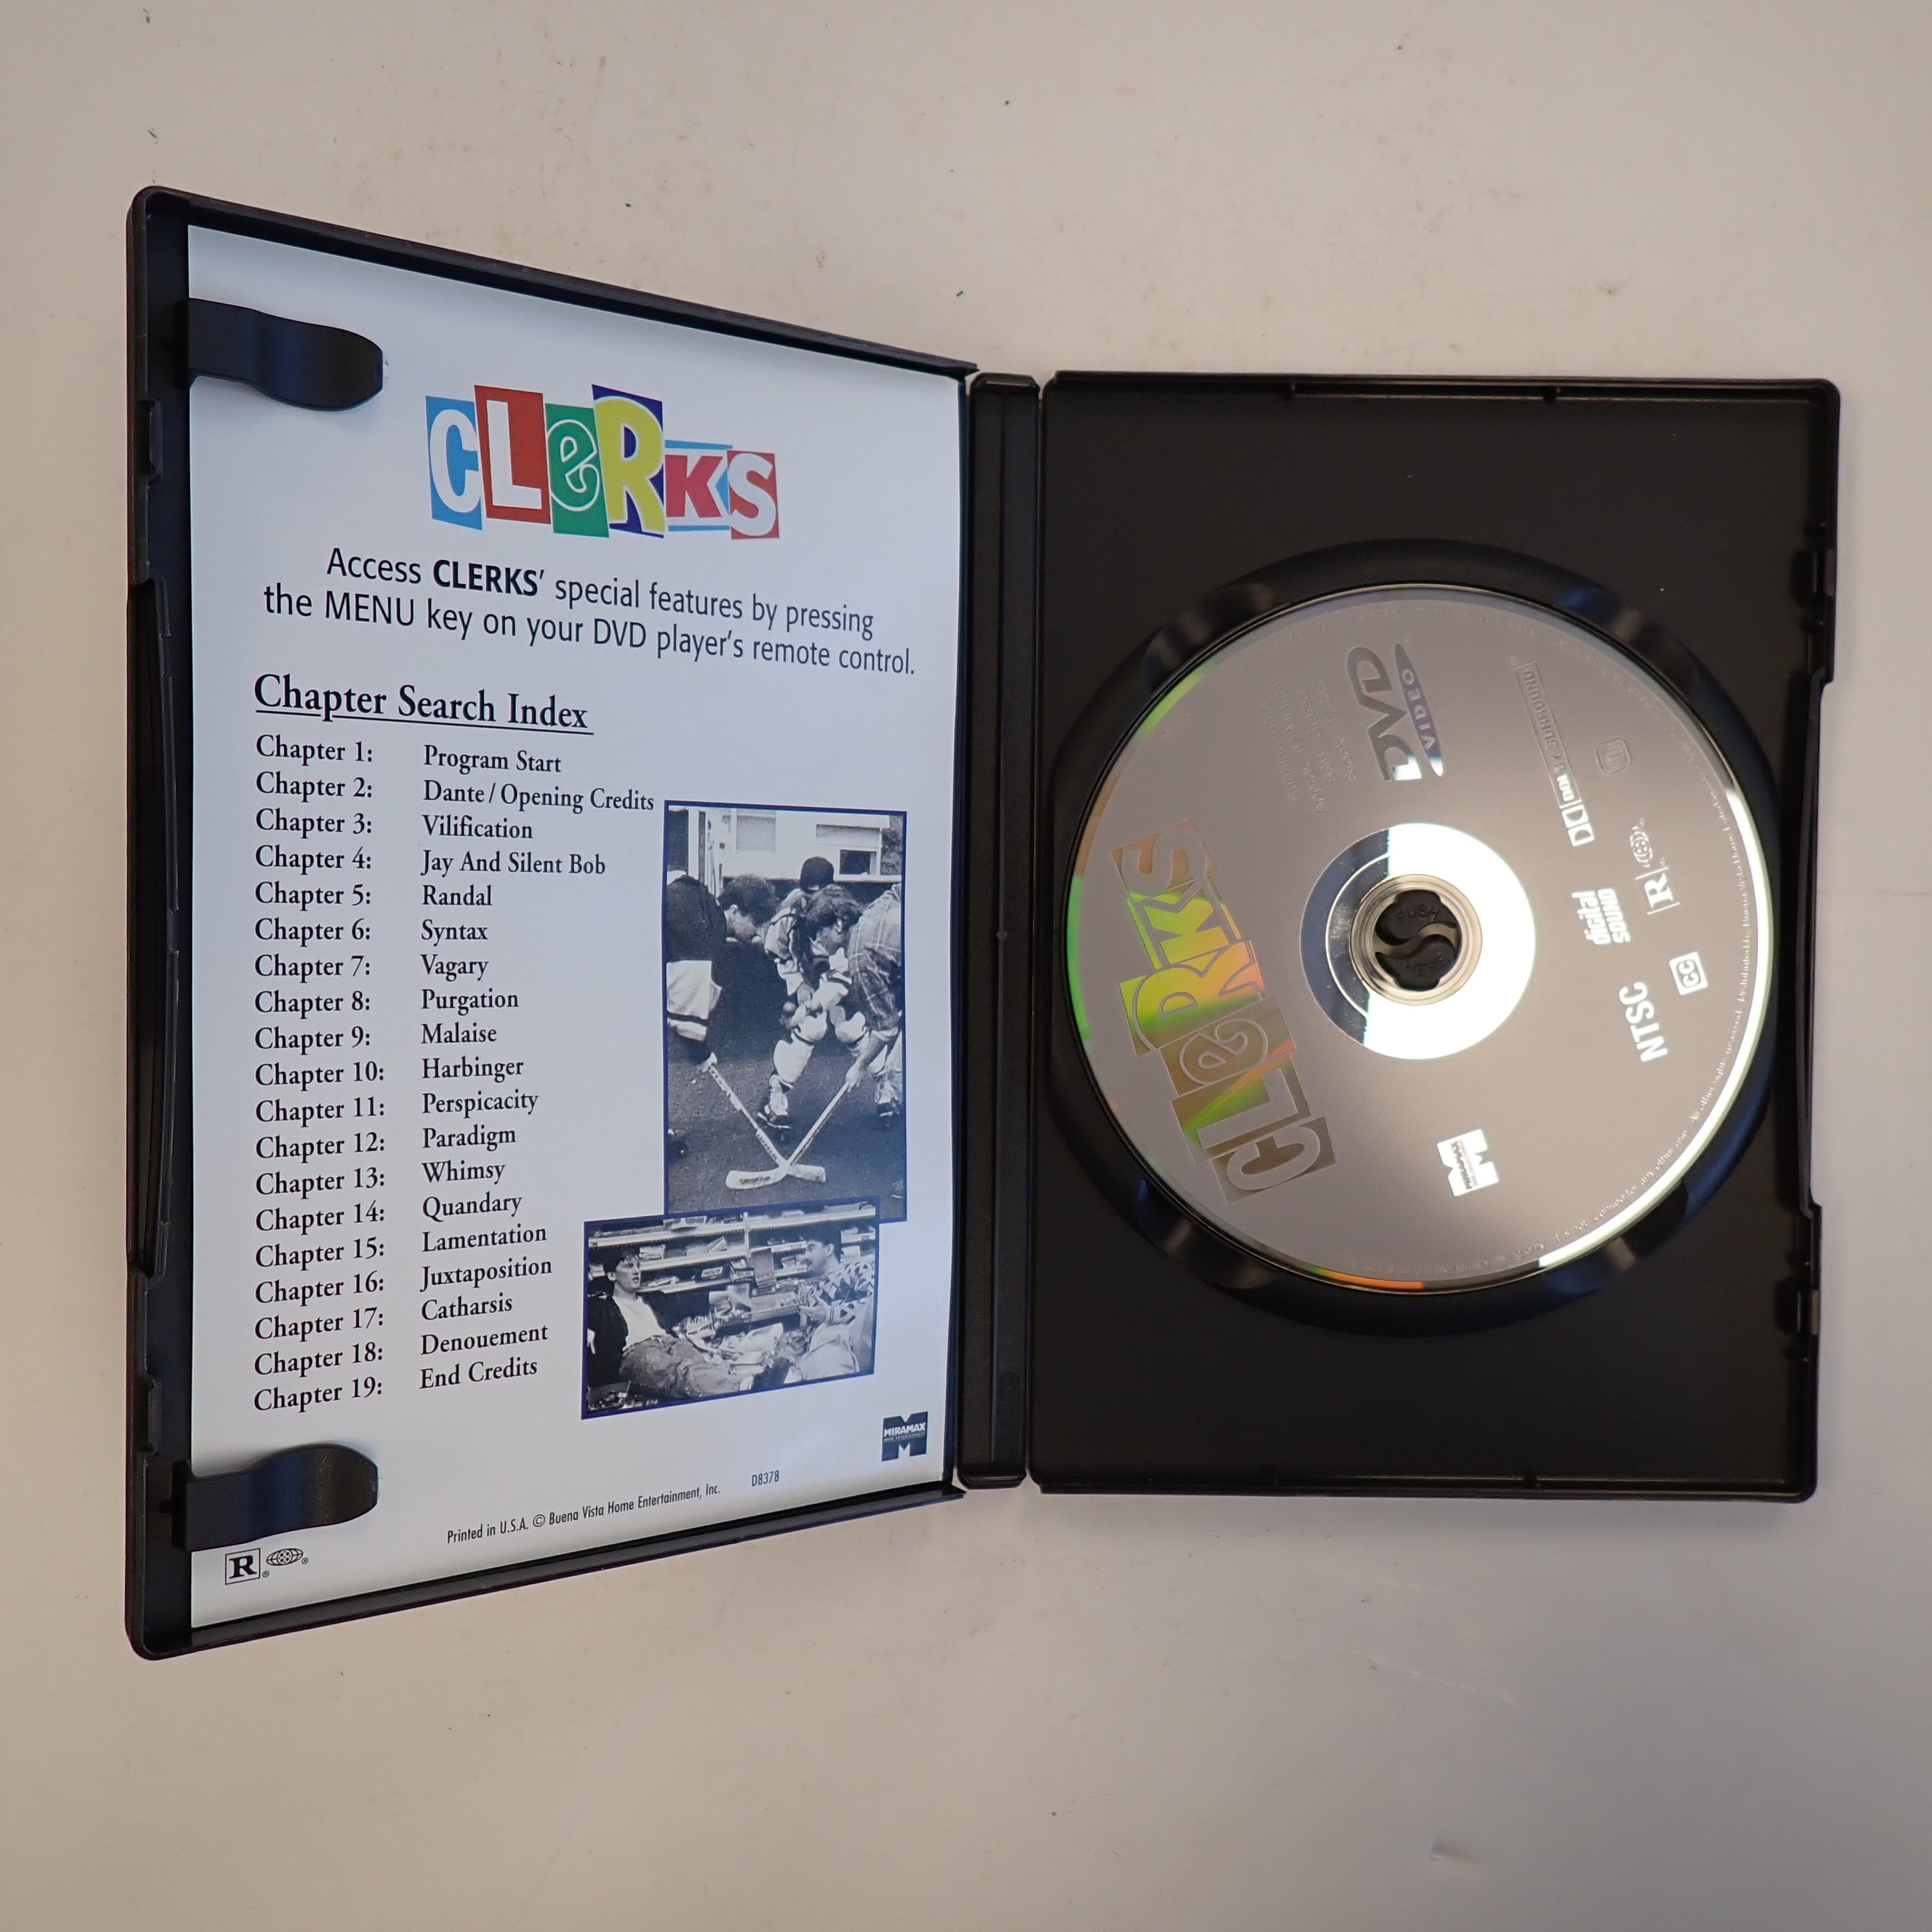 CLeRKS
Access CLERKS' special features by pressing
the MENU key on your DVD player's remote control.
Chapter Search Index
Chapter 1: Program Start
Chapter 2: Dante / Opening Credits
Chapter 3: Vilification
Chapter 4: Jay And Silent Bob
Chapter 5: Randal
Chapter 6: Syntax
Chapter 7: Vagary
Chapter 8: Purgation
Chapter 9: Malaise
Chapter 10: Harbinger
Chapter 11: Perspicacity
Chapter 12: Paradigm
Chapter 13: Whimsy
Chapter 14: Quandary
Chapter 15: Lamentation
Chapter 16: Juxtaposition
Chapter 17: Catharsis
Chapter 18: Denouement
Chapter 19: End Credits
MIRAMAX
HOME ENTERTAINMENT
Printed in U.S.A. © Buena Vista Home Entertainment, Inc. D8378
R
CLeRKS
DVD
VIDEO
SURROUND
digital
sound
R
NTSC
CC
MIRAMAX
PUSH
HERE